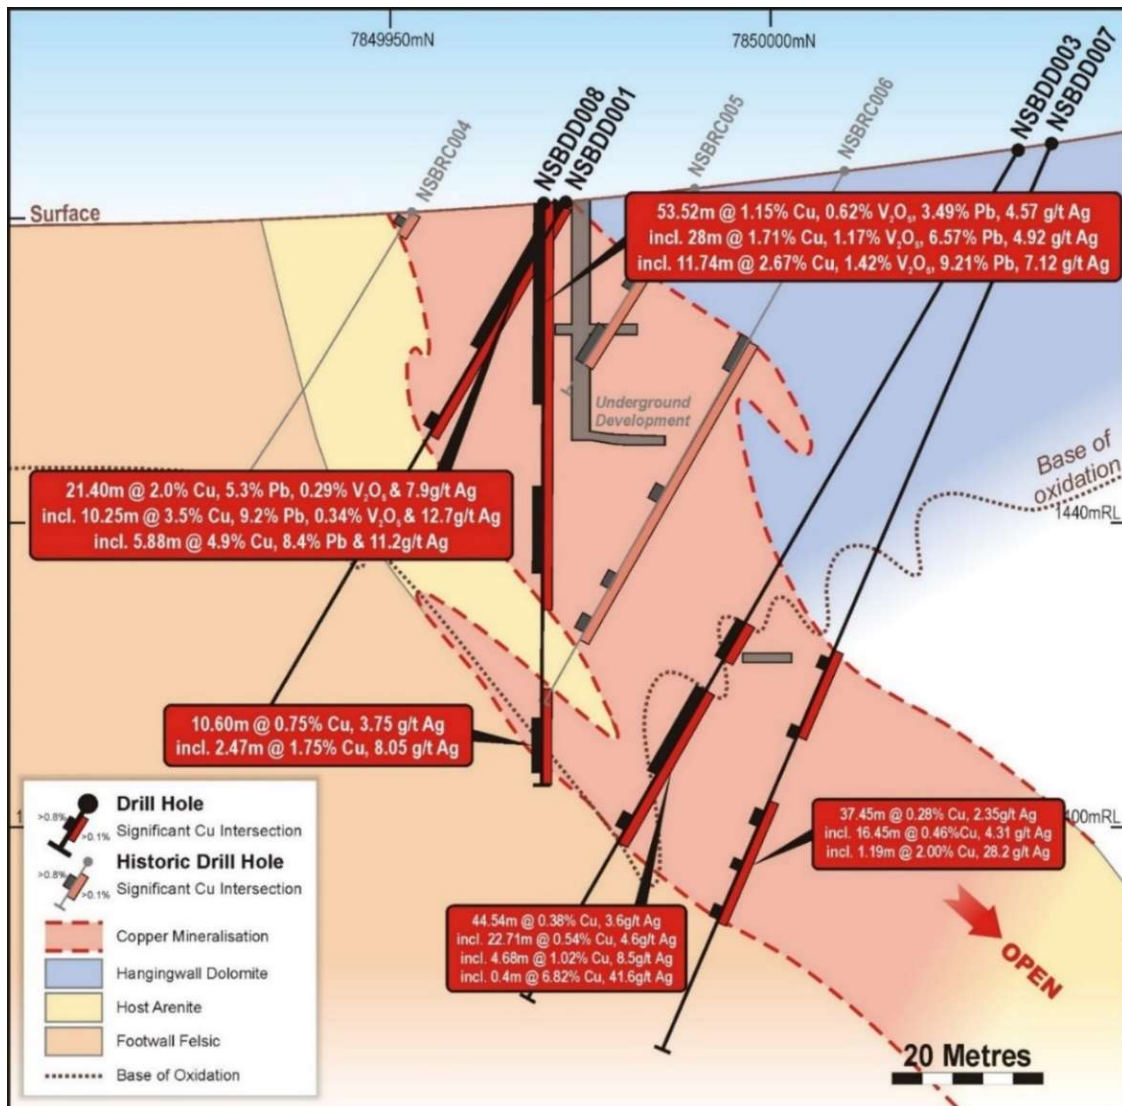 7849950mN
7850000mN
NSBRC004
NSBDD008
NSBDD001
NSBRC005
NSBRC006
NSBDD003
NSBDD007
Surface
53.52m @ 1.15% Cu, 0.62% V₂O₅, 3.49% Pb, 4.57 g/t Ag
incl. 28m @ 1.71% Cu, 1.17% V₂O₅, 6.57% Pb, 4.92 g/t Ag
incl. 11.74m @ 2.67% Cu, 1.42% V₂O₅, 9.21% Pb, 7.12 g/t Ag
Underground
Development
Base of
oxidation
1440mRL
21.40m @ 2.0% Cu, 5.3% Pb, 0.29% V₂O₅ & 7.9g/t Ag
incl. 10.25m @ 3.5% Cu, 9.2% Pb, 0.34% V₂O₅ & 12.7g/t Ag
incl. 5.88m @ 4.9% Cu, 8.4% Pb & 11.2g/t Ag
10.60m @ 0.75% Cu, 3.75 g/t Ag
incl. 2.47m @ 1.75% Cu, 8.05 g/t Ag
37.45m @ 0.28% Cu, 2.35g/t Ag
incl. 16.45m @ 0.46%Cu, 4.31 g/t Ag
incl. 1.19m @ 2.00% Cu, 28.2 g/t Ag
00mRL
44.54m @ 0.38% Cu, 3.6g/t Ag
incl. 22.71m @ 0.54% Cu, 4.6g/t Ag
incl. 4.68m @ 1.02% Cu, 8.5g/t Ag
incl. 0.4m @ 6.82% Cu, 41.6g/t Ag
OPEN
20 Metres
Drill Hole
>0.8%
>0.1%
Significant Cu Intersection
Historic Drill Hole
>0.8%
>0.1%
Significant Cu Intersection
Copper Mineralisation
Hangingwall Dolomite
Host Arenite
Footwall Felsic
Base of Oxidation